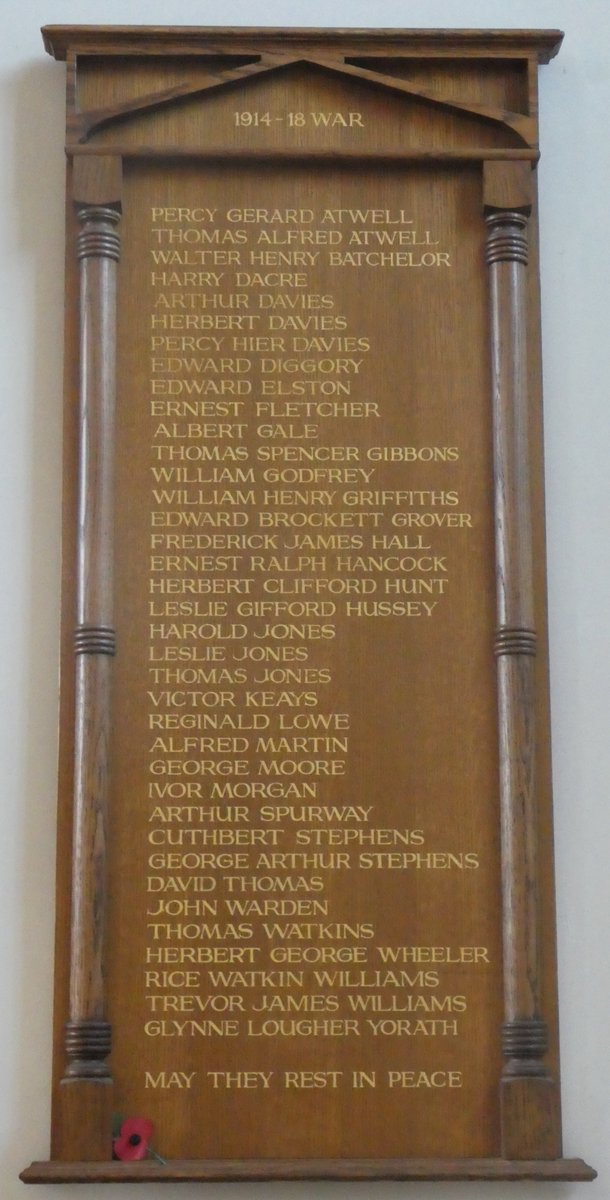 1914-18 WAR
PERCY GERARD ATWELL
THOMAS ALFRED ATWELL
WALTER HENRY BATCHELOR
HARRY DACRE
ARTHUR DAVIES
HERBERT DAVIES
PERCY HIER DAVIES
EDWARD DIGGORY
EDWARD ELSTON
ERNEST FLETCHER
ALBERT GALE
THOMAS SPENCER GIBBONS
WILLIAM GODFREY
WILLIAM HENRY GRIFFITHS
EDWARD BROCKETT GROVER
FREDERICK JAMES HALL
ERNEST RALPH HANCOCK
HERBERT CLIFFORD HUNT
LESLIE GIFFORD HUSSEY
HAROLD JONES
LESLIE JONES
THOMAS JONES
VICTOR KEAYS
REGINALD LOWE
ALFRED MARTIN
GEORGE MOORE
IVOR MORGAN
ARTHUR SPURWAY
CUTHBERT STEPHENS
GEORGE ARTHUR STEPHENS
DAVID THOMAS
JOHN WARDEN
THOMAS WATKINS
HERBERT GEORGE WHEELER
RICE WATKIN WILLIAMS
TREVOR JAMES WILLIAMS
GLYNNE LOUGHER YORATH
MAY THEY REST IN PEACE